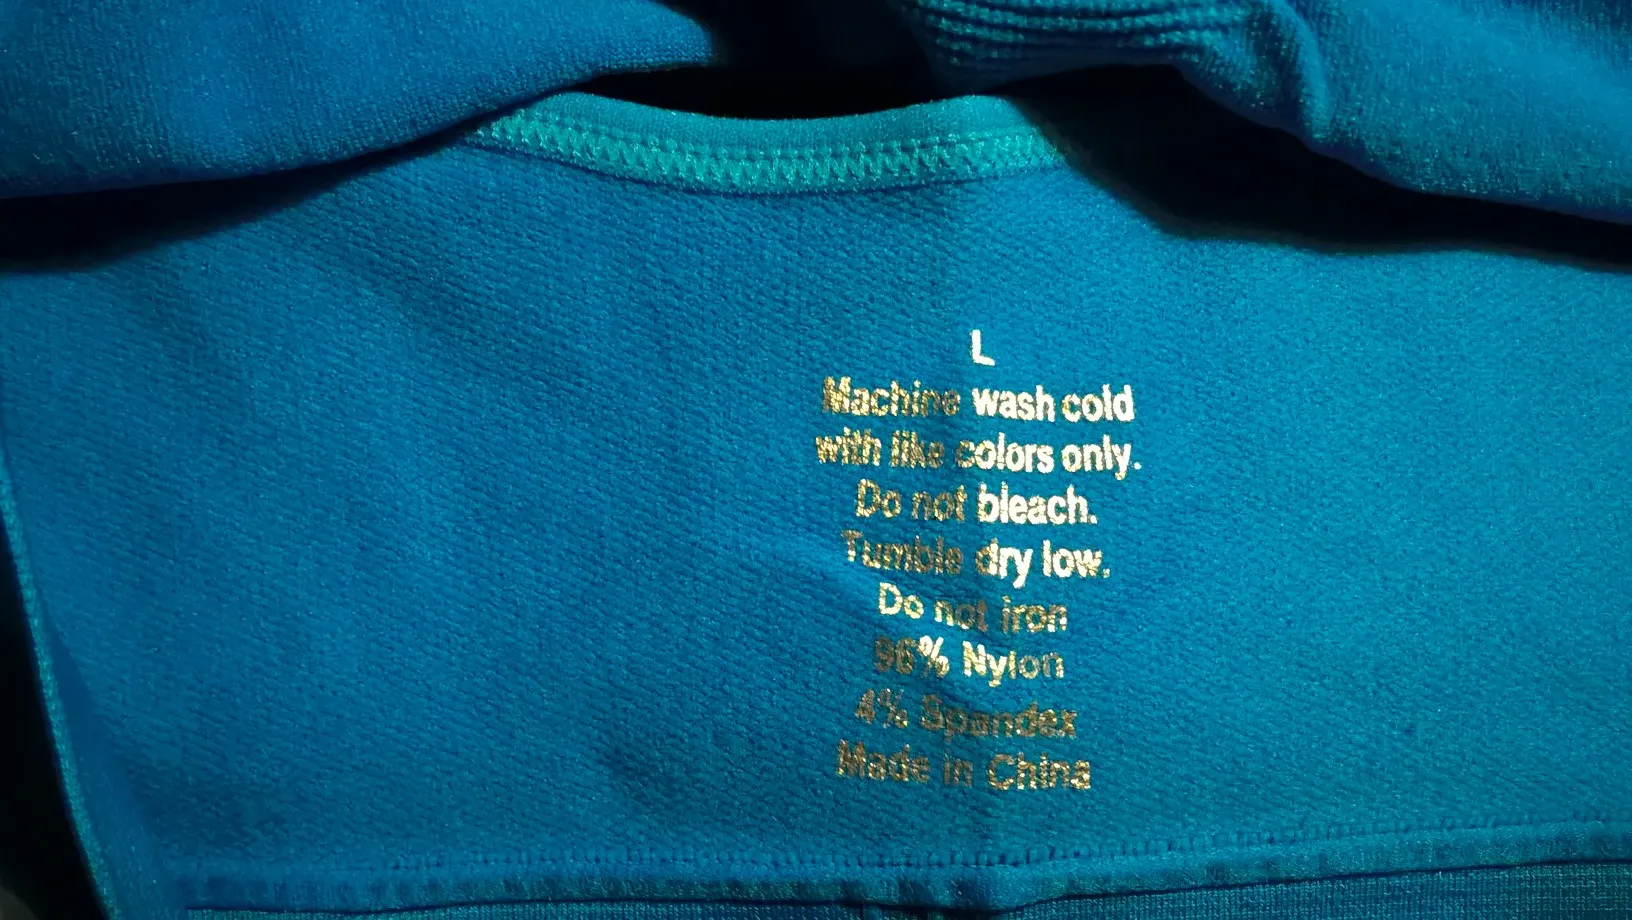 L
Machine wash cold
with like colors only.
Do not bleach.
Tumble dry low.
Do not iron
96% Nylon
4% Spandex
Made in China